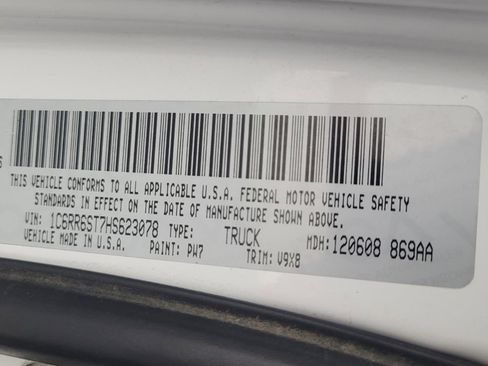 THIS VEHICLE CONFORMS TO ALL APPLICABLE U.S.A. FEDERAL MOTOR VEHICLE SAFETY
STANDARDS IN EFFECT ON THE DATE OF MANUFACTURE SHOWN ABOVE.
VIN: 1C6RR6ST7HS623078 TYPE: TRUCK MDH: 120608 869AA
VEHICLE MADE IN U.S.A. PAINT: PW7 TRIM: V9X8